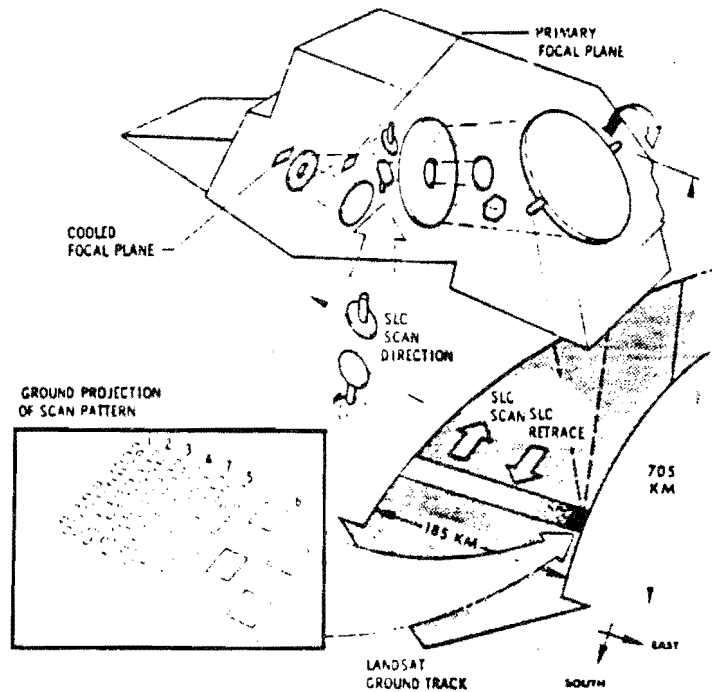 PRIMARY
FOCAL PLANE
COOLED
FOCAL PLANE
SLC
SCAN
DIRECTION
GROUND PROJECTION
OF SCAN PATTERN
1 2 3 4 7 5 6
SLC
SCAN
SLC
RETRACE
705
KM
185 KM
EAST
SOUTH
LANDSAT
GROUND TRACK